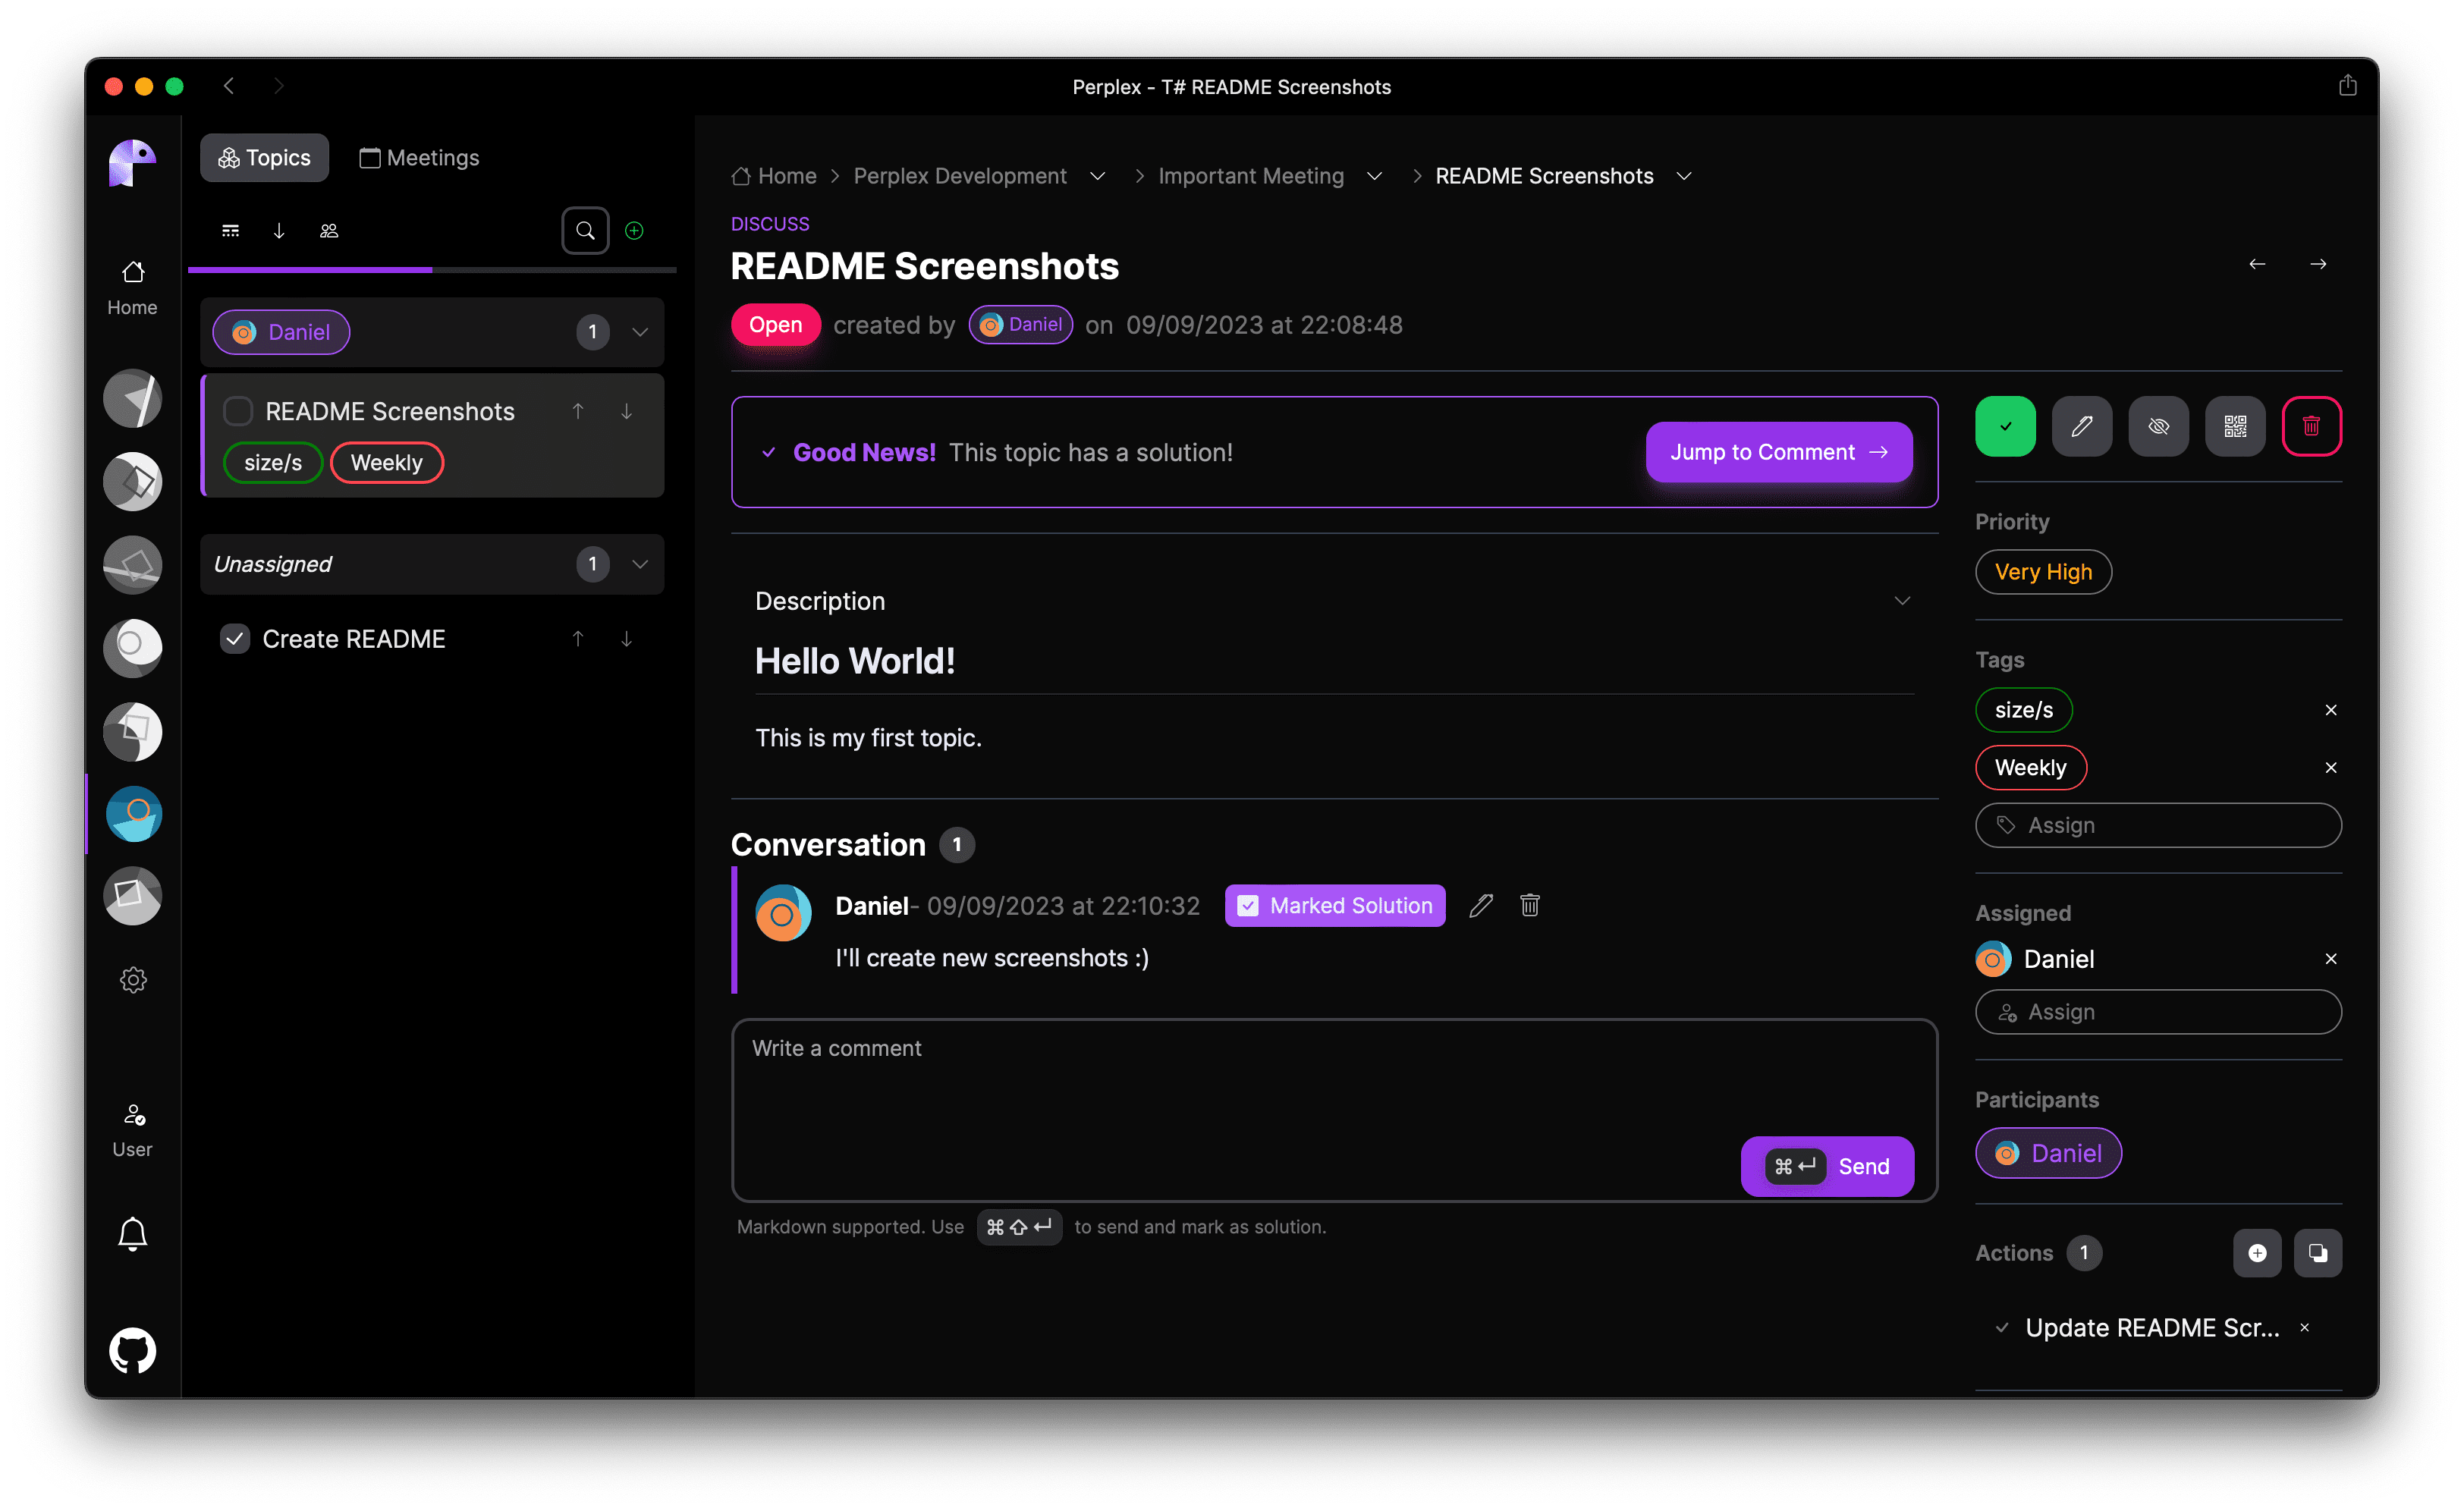 Perplex - T# README Screenshots
Topics Meetings
Home
Daniel 1
README Screenshots
size/s Weekly
Unassigned 1
Create README
User
Home Perplex Development Important Meeting README Screenshots
DISCUSS
README Screenshots
Open created by Daniel on 09/09/2023 at 22:08:48
Good News! This topic has a solution!
Jump to Comment →
Description
Hello World!
This is my first topic.
Conversation 1
Daniel- 09/09/2023 at 22:10:32 Marked Solution
I'll create new screenshots :)
Write a comment
⌘ ↵ Send
Markdown supported. Use ⌘ ⇧ ↵ to send and mark as solution.
Priority
Very High
Tags
size/s
Weekly
Assign
Assigned
Daniel
Assign
Participants
Daniel
Actions 1
Update README Scr...